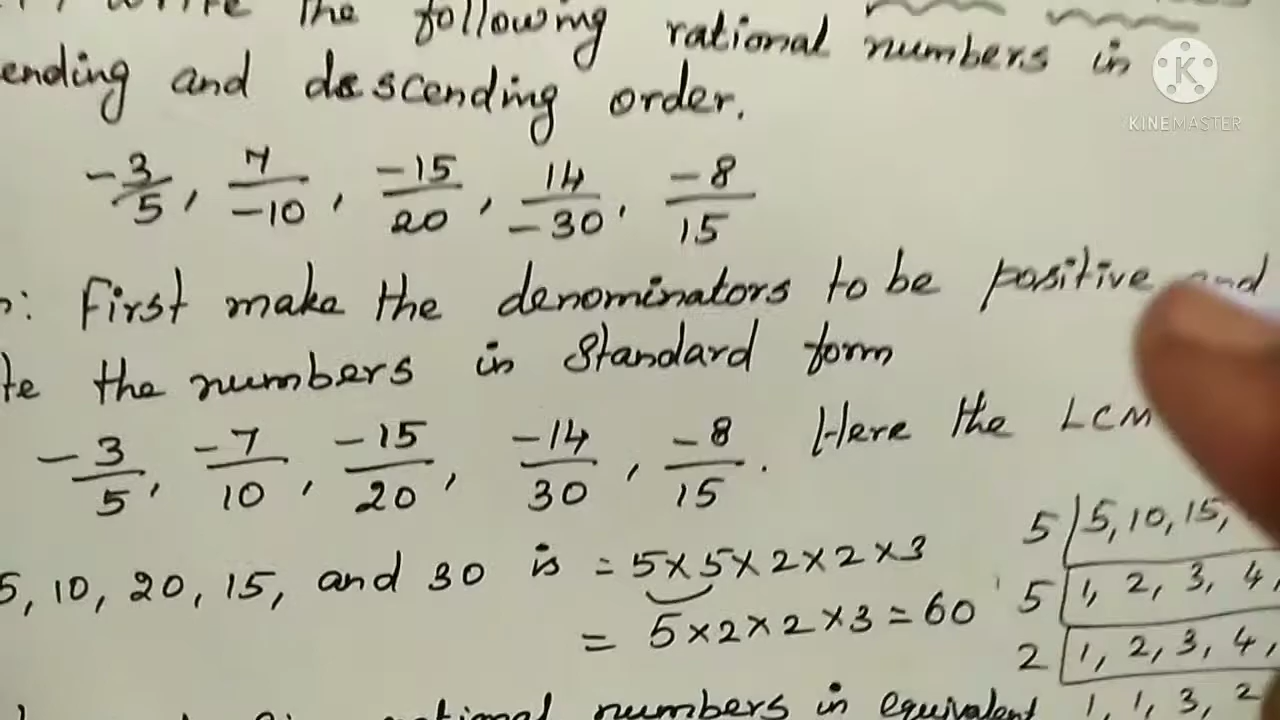 the following rational numbers in
ending and descending order.
-3/5, 7/-10, -15/20, 14/-30, -8/15
: First make the denominators to be positive and
te the numbers in Standard form
-3/5, -7/10, -15/20, -14/30, -8/15. Here the LCM
5, 10, 20, 15, and 30 is = 5×5×2×2×3
= 5×2×2×3=60
5 5, 10, 15,
5 1, 2, 3, 4,
2 1, 2, 3, 4,
1, 1, 3, 2
numbers in equivalent
K
KINEMASTER